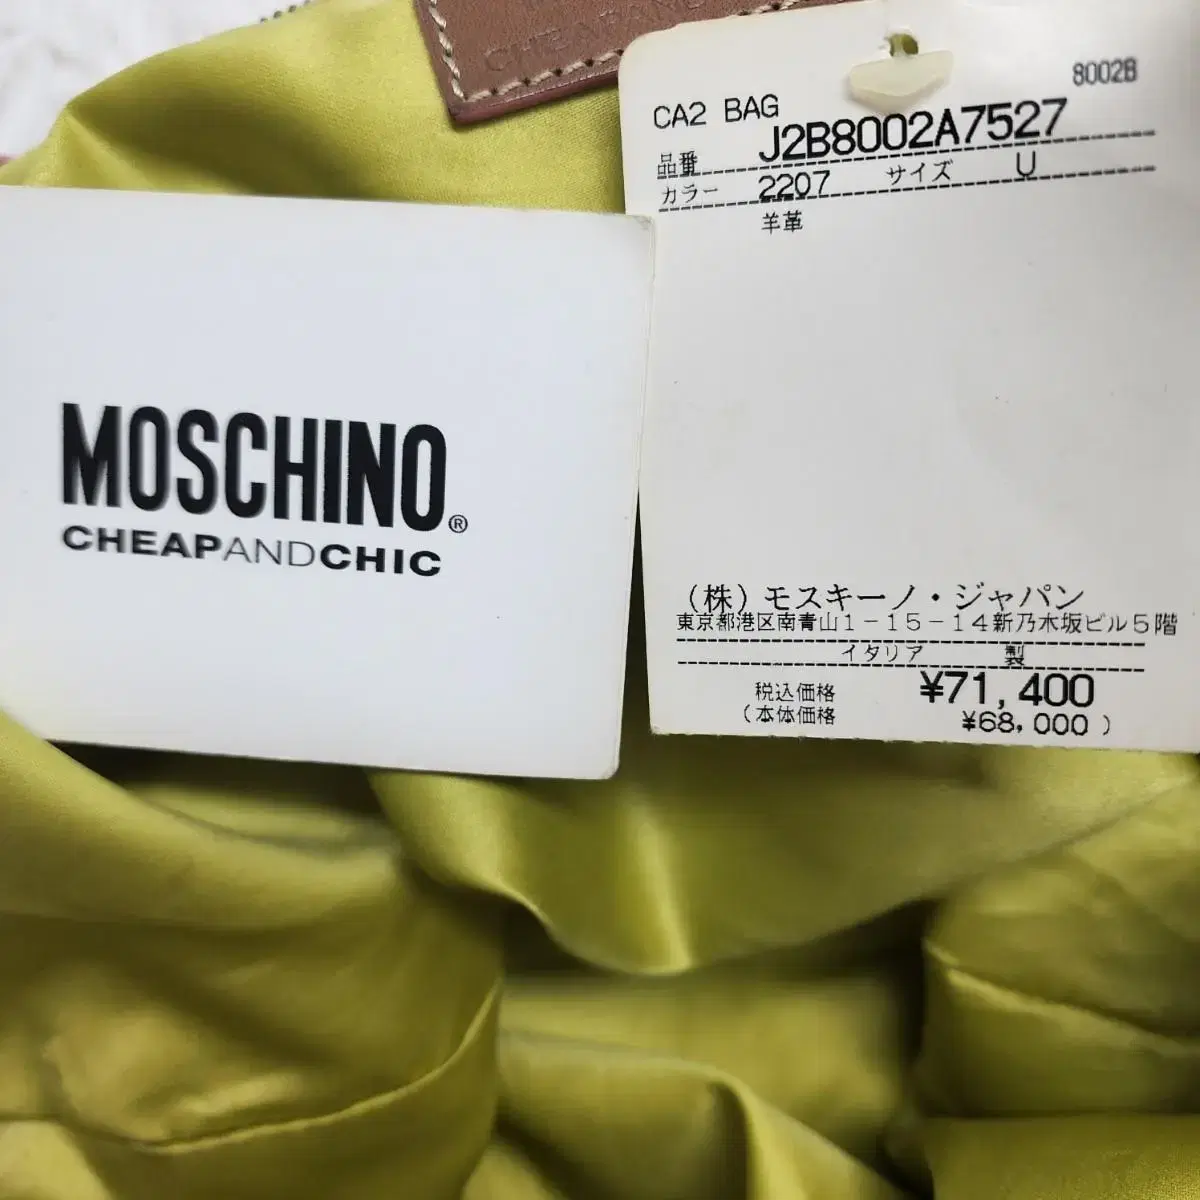 CHEAPAND
CA2 BAG
8002B
品番 J2B8002A7527
カラー 2207 サイズ U
羊革
MOSCHINO®
CHEAPANDCHIC
（株）モスキーノ・ジャパン
東京都港区南青山１－１５－１４新乃木坂ビル５階
イタリア 製
税込価格 ¥71,400
(本体価格 ¥68,000)